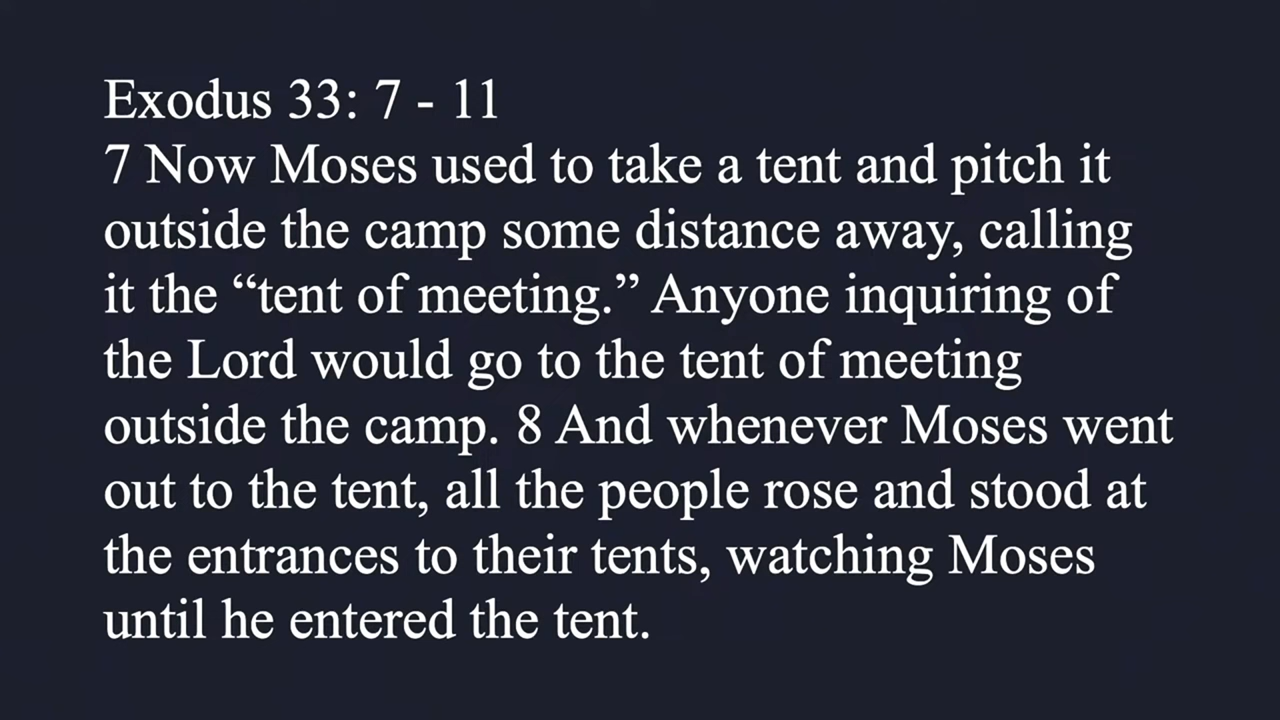 Exodus 33: 7 - 11
7 Now Moses used to take a tent and pitch it
outside the camp some distance away, calling
it the “tent of meeting.” Anyone inquiring of
the Lord would go to the tent of meeting
outside the camp. 8 And whenever Moses went
out to the tent, all the people rose and stood at
the entrances to their tents, watching Moses
until he entered the tent.